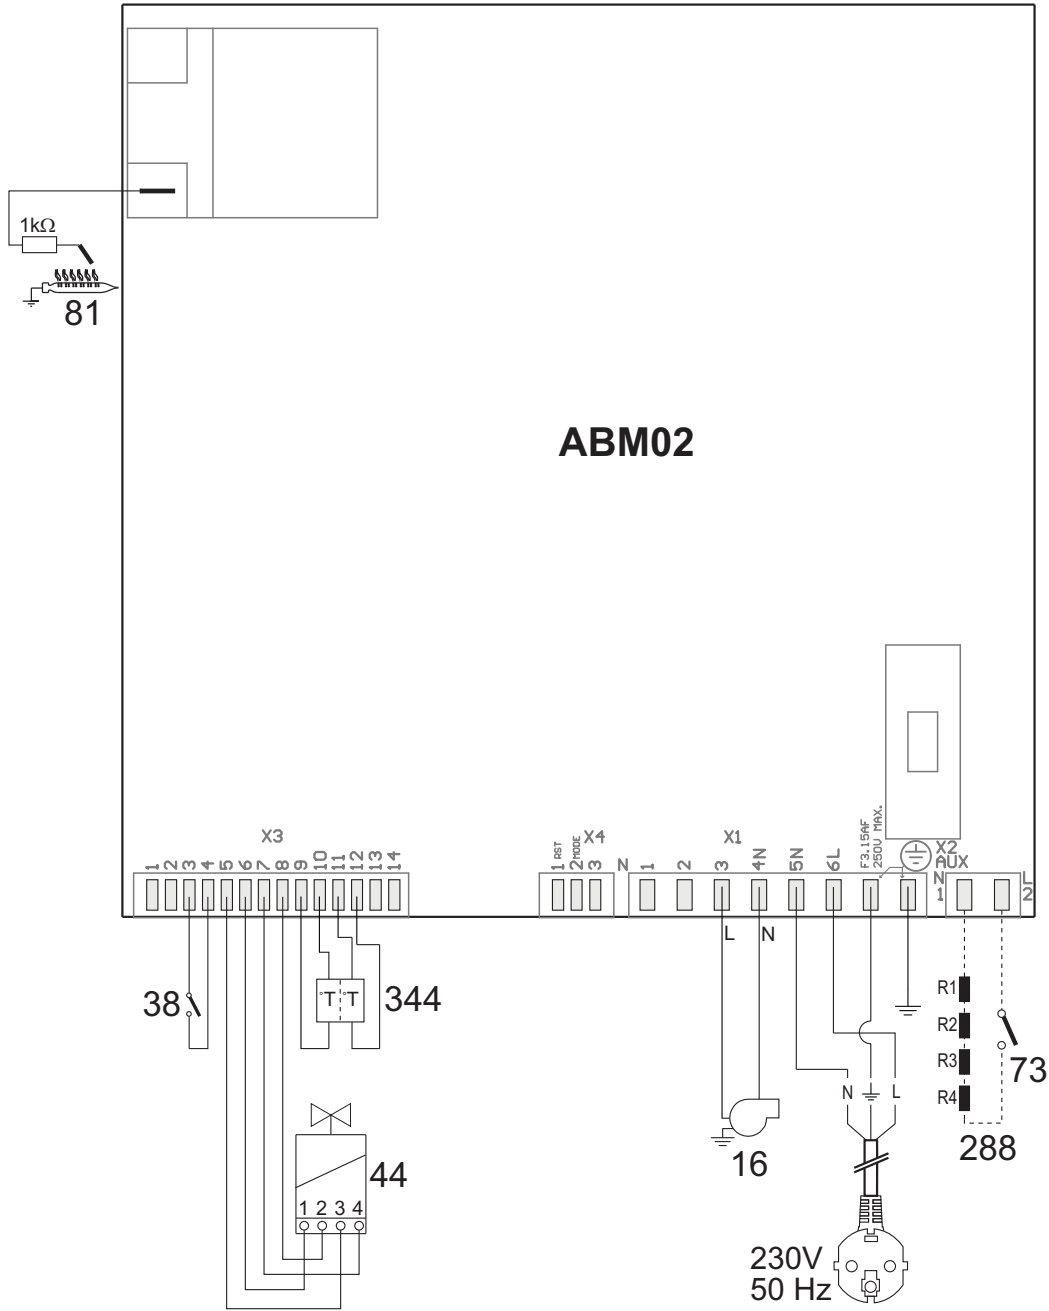 1kΩ
81
ABM02
X3
1 2 3 4 5 6 7 8 9 10 11 12 13 14
X4
1 RST
2 MODE
3
N
X1
1 2 3 4N 5N 6L
F3.15AF
250V MAX.
X2
AUX
N L
1 2
L N
38
°T °T
344
R1
R2
R3
R4
73
288
N L
16
44
1 2 3 4
230V
50 Hz